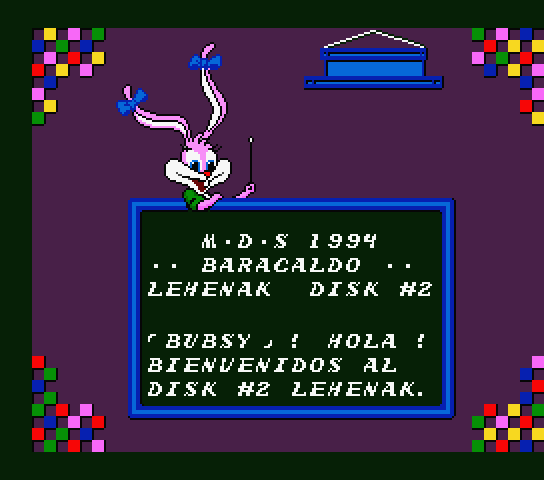 M·D·S 1994
·· BARACALDO ··
LEHENAK DISK #2
「BUBSY」! HOLA !
BIENVENIDOS AL
DISK #2 LEHENAK.